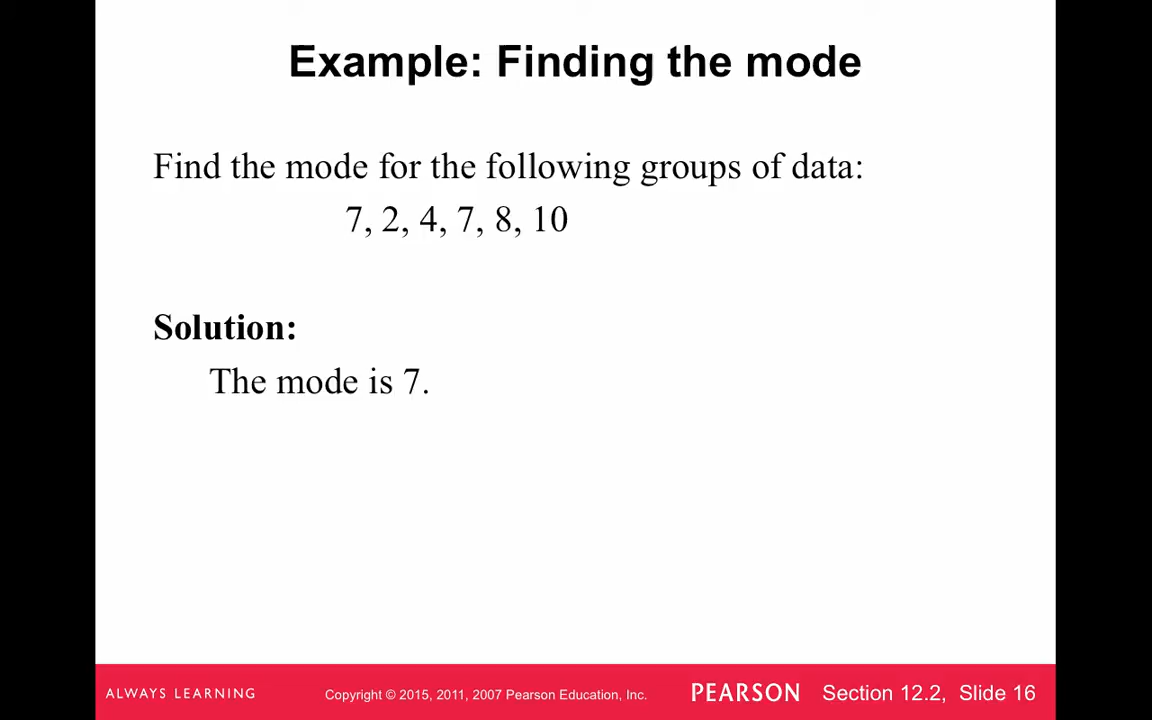 Example: Finding the mode
Find the mode for the following groups of data:
7, 2, 4, 7, 8, 10
Solution:
The mode is 7.
ALWAYS LEARNING Copyright © 2015, 2011, 2007 Pearson Education, Inc. PEARSON Section 12.2, Slide 16